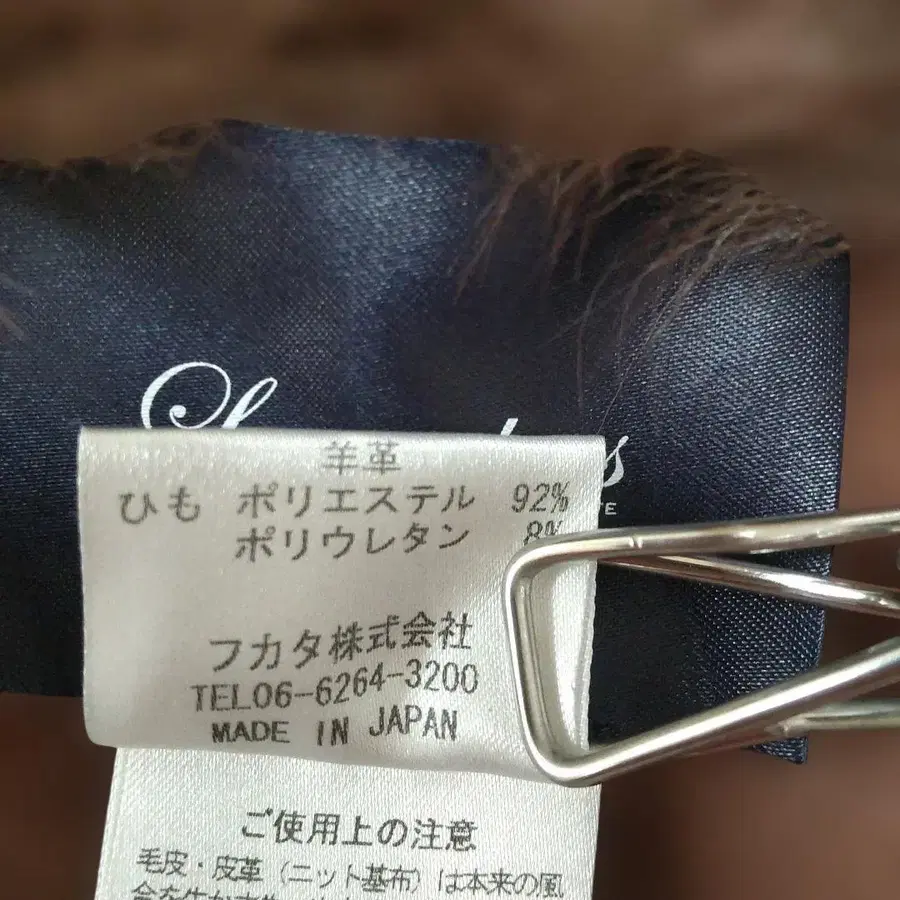 羊革
ひも ポリエステル 92%
ポリウレタン 8%
フカタ株式会社
TEL06-6264-3200
MADE IN JAPAN
ご使用上の注意
毛皮・皮革（ニット基布）は本来の風